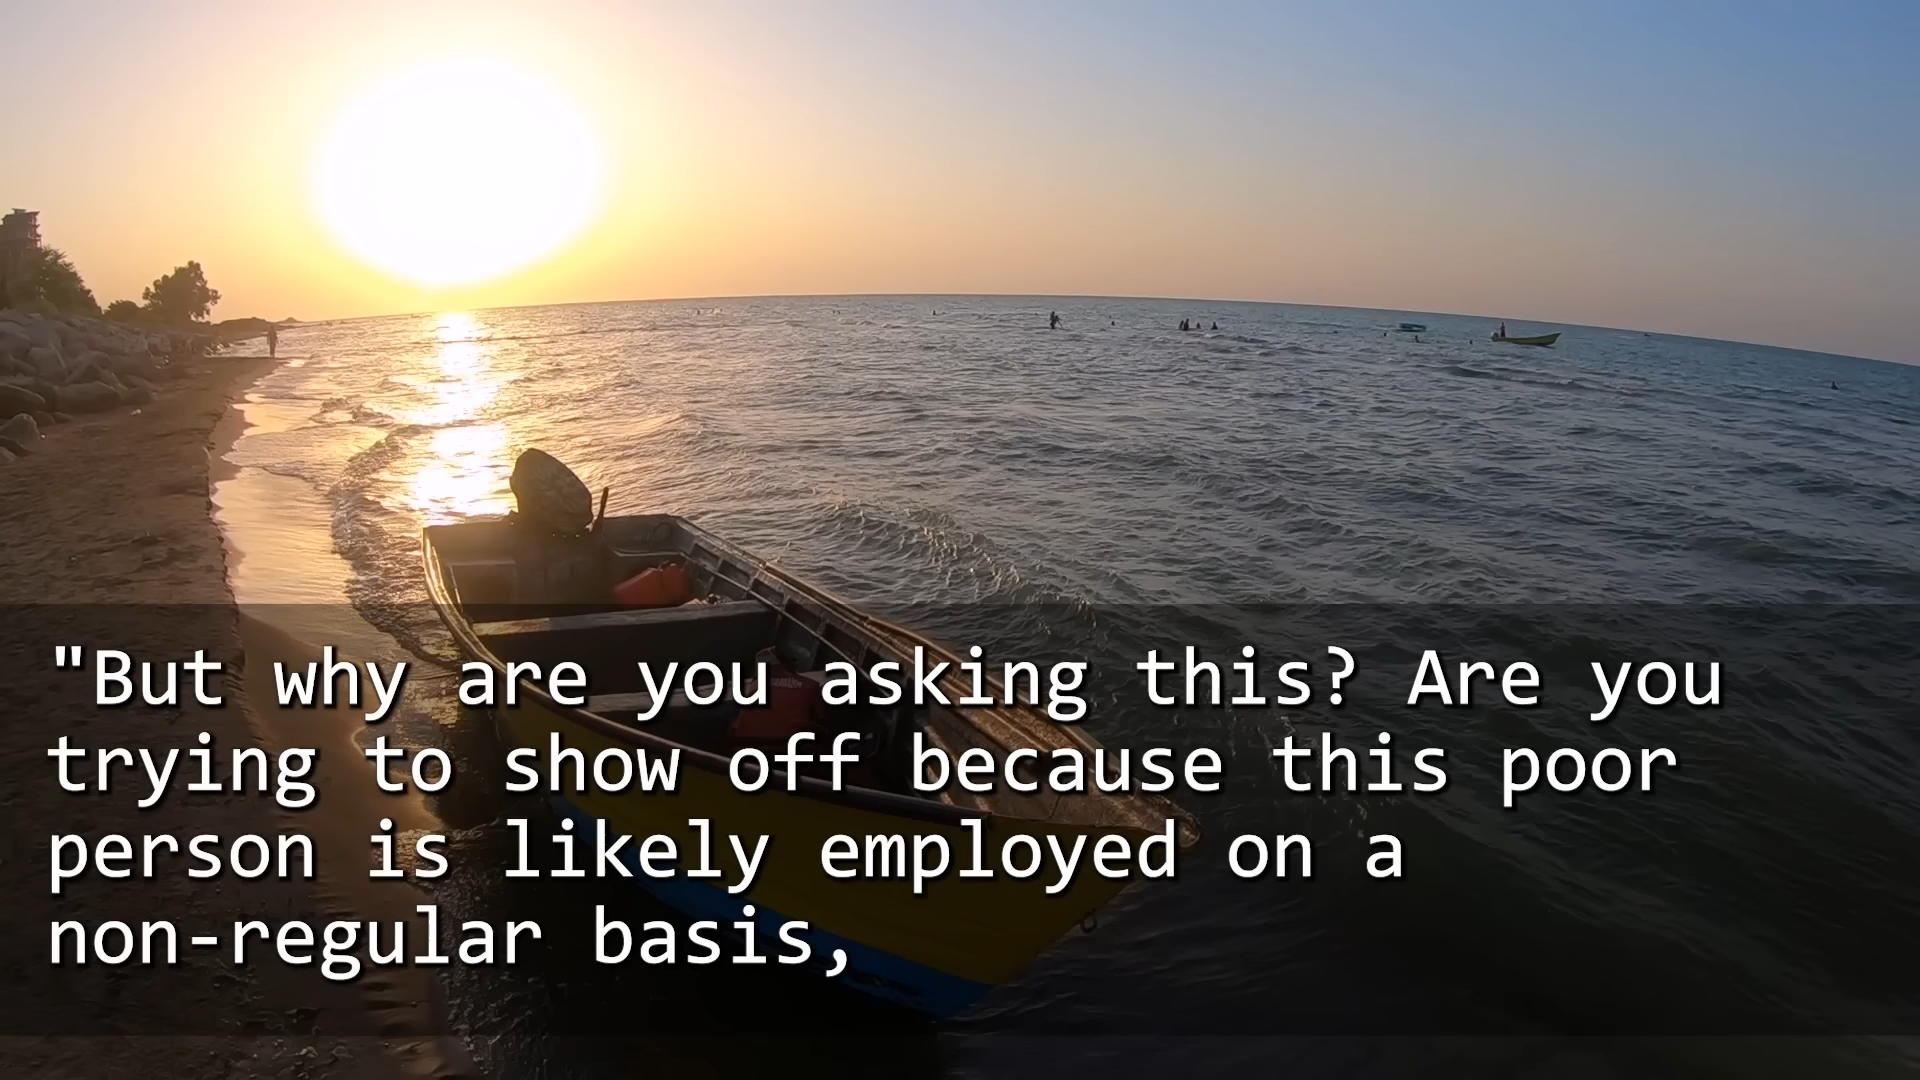 "But why are you asking this? Are you
trying to show off because this poor
person is likely employed on a
non-regular basis,